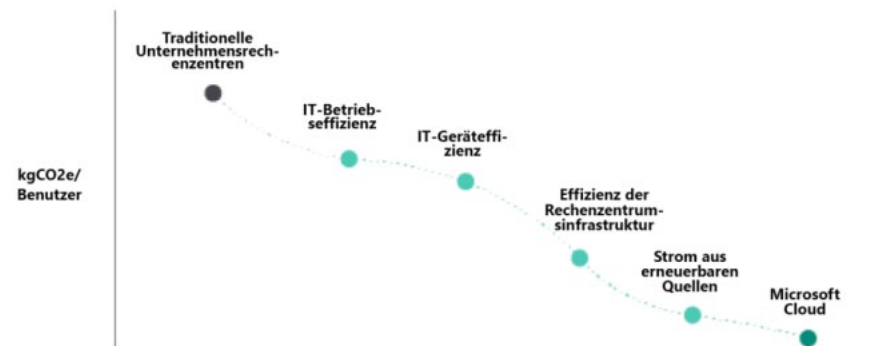 Traditionelle
Unternehmensrech-
enzentren
IT-Betrieb-
seffizienz
IT-Geräteffi-
zienz
kgCO2e/
Benutzer
Effizienz der
Rechenzentrum-
sinfrastruktur
Strom aus
erneuerbaren
Quellen
Microsoft
Cloud